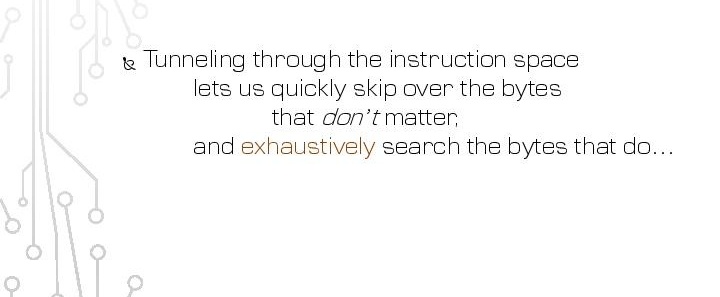 Tunneling through the instruction space
lets us quickly skip over the bytes
that don't matter,
and exhaustively search the bytes that do...